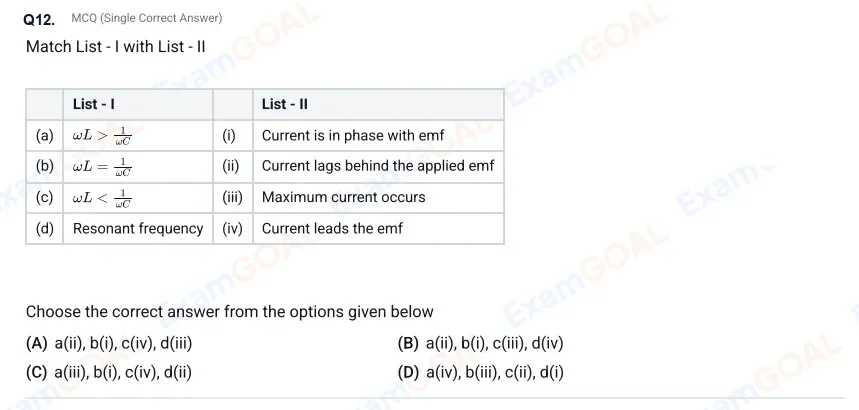 Q12. MCQ (Single Correct Answer)
Match List - I with List - II
List - I List - II
(a) ωL > 1/ωC (i) Current is in phase with emf
(b) ωL = 1/ωC (ii) Current lags behind the applied emf
(c) ωL < 1/ωC (iii) Maximum current occurs
(d) Resonant frequency (iv) Current leads the emf
Choose the correct answer from the options given below
(A) a(ii), b(i), c(iv), d(iii) (B) a(ii), b(i), c(iii), d(iv)
(C) a(iii), b(i), c(iv), d(ii) (D) a(iv), b(iii), c(ii), d(i)
ExamGOAL